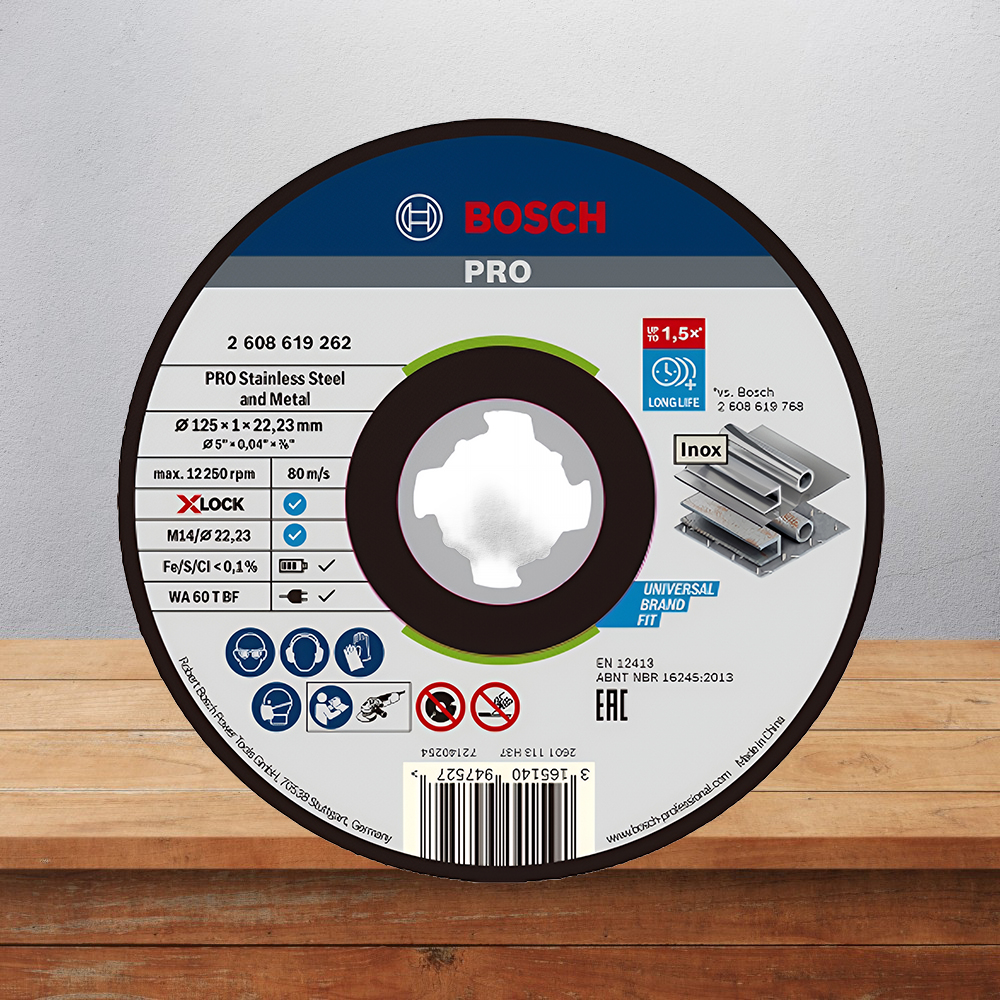 BOSCH
PRO
2 608 619 262
PRO Stainless Steel
and Metal
Ø 125 × 1 × 22,23 mm
Ø 5" × 0,04" × ⅞"
max. 12 250 rpm 80 m/s
X LOCK
M14/Ø 22,23
Fe/S/Cl < 0,1%
WA 60 T BF
UP TO 1,5x*
LONG LIFE
*vs. Bosch
2 608 619 768
Inox
UNIVERSAL
BRAND
FIT
EN 12413
ABNT NBR 16245:2013
EAC
Robert Bosch Power Tools GmbH, 70538 Stuttgart, Germany
www.bosch-professional.com Made in China
2601 113 H37 72140254
3 165140 947527 >